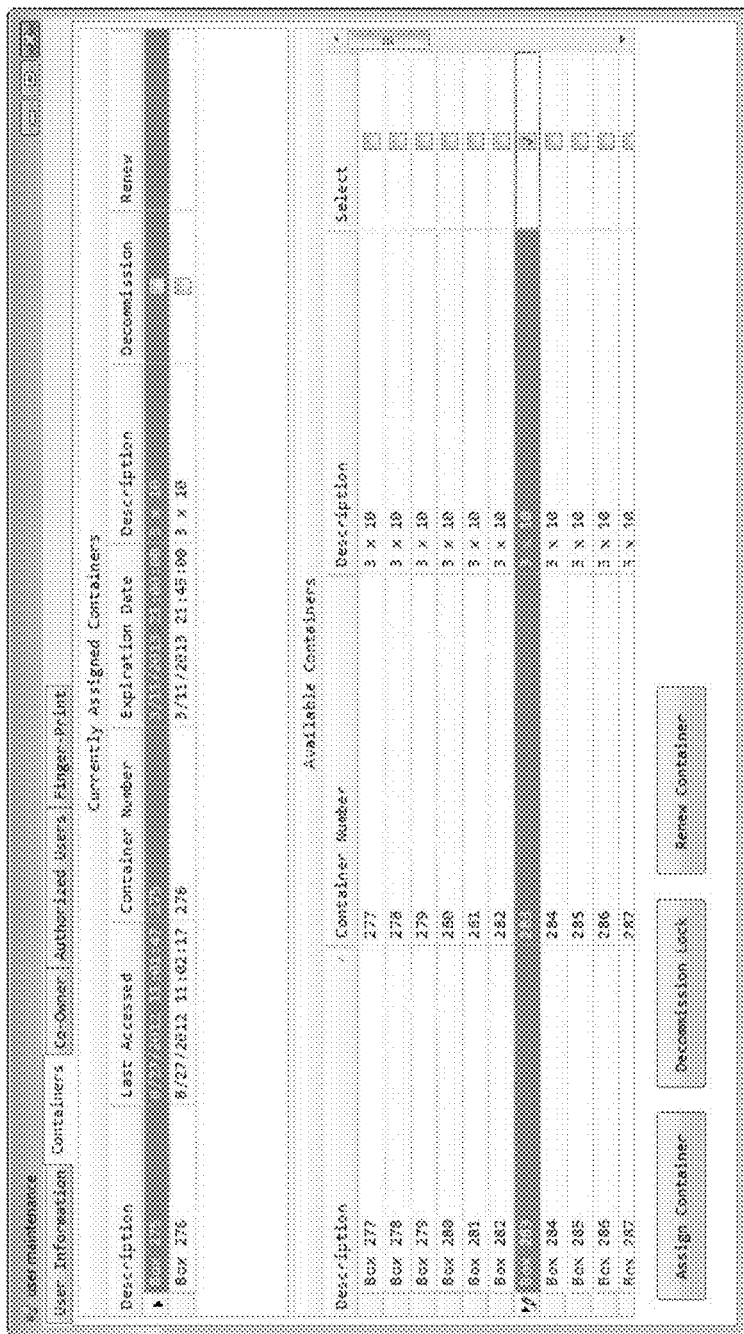 user maintenance
User Information Containers Co-Owner Authorized Users Finger Print
Currently Assigned Containers
Description Last Accessed Container Number Expiration Date Description Decommission Renew
Box 276 8/27/2012 11:02:17 276 3/11/2013 21:45:00 3 x 10
Available Containers
Description Container Number Description Select
Box 277 277 3 x 10
Box 278 278 3 x 10
Box 279 279 3 x 10
Box 280 280 3 x 10
Box 281 281 3 x 10
Box 282 282 3 x 10
Box 284 284 3 x 10
Box 285 285 3 x 10
Box 286 286 3 x 10
Box 287 287 3 x 10
Assign Container Decommission Lock Renew Container